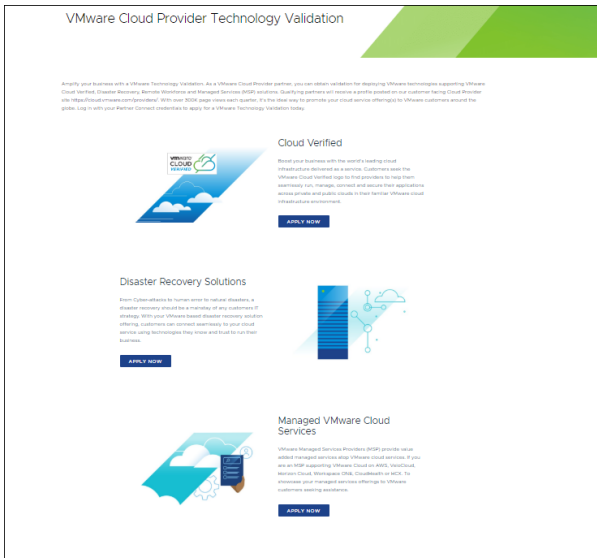 VMware Cloud Provider Technology Validation
Amplify your business with a VMware Technology Validation. As a VMware Cloud Provider partner, you can obtain validation for deploying VMware technologies supporting VMware
Cloud Verified, Disaster Recovery, Remote Workforce and Managed Services (MSP) solutions. Qualifying partners will receive a profile posted on our customer facing Cloud Provider
site https://cloud.vmware.com/providers/. With over 300K page views each quarter, it's the ideal way to promote your cloud service offering(s) to VMware customers around the
globe. Log in with your Partner Connect credentials to apply for a VMware Technology Validation today.
vmware
CLOUD
VERIFIED
Cloud Verified
Boost your business with the world's leading cloud
infrastructure delivered as a service. Customers seek the
VMware Cloud Verified logo to find providers to help them
seamlessly run, manage, connect and secure their applications
across private and public clouds in their familiar VMware cloud
infrastructure environment.
APPLY NOW
Disaster Recovery Solutions
From Cyberattacks to human error to natural disasters, a
disaster recovery should be a mainstay of any customers IT
strategy. With your VMware based disaster recovery solution
offering, customers can connect seamlessly to your cloud
service using technologies they know and trust to run their
business.
APPLY NOW
Managed VMware Cloud
Services
VMware Managed Services Providers (MSP) provide value
added managed services atop VMware cloud services. If you
are an MSP supporting VMware Cloud on AWS, VeloCloud,
Horizon Cloud, Workspace ONE, CloudHealth or HCX. To
showcase your managed services offerings to VMware
customers seeking assistance.
APPLY NOW